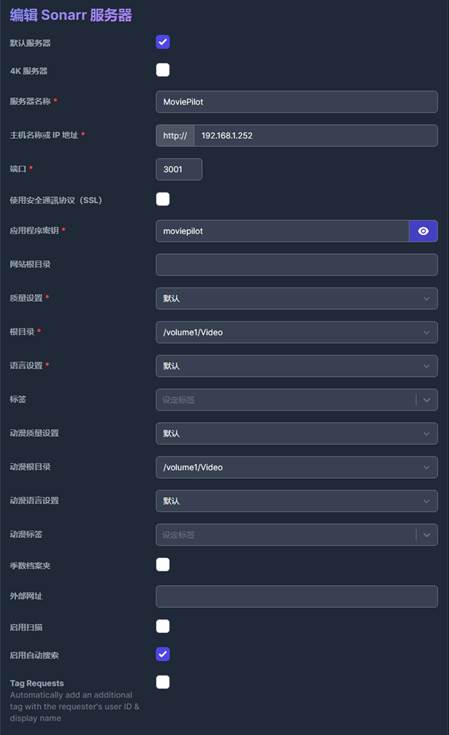 编辑 Sonarr 服务器
默认服务器
4K 服务器
服务器名称 * MoviePilot
主机名称或 IP 地址 * http:// 192.168.1.252
端口 * 3001
使用安全通訊协议（SSL）
应用程序密钥 * moviepilot
网站根目录
质量设置 * 默认
根目录 * /volume1/Video
语言设置 * 默认
标签 设定标签
动漫质量设置 默认
动漫根目录 /volume1/Video
动漫语言设置 默认
动漫标签 设定标签
季数档案夹
外部网址
启用扫描
启用自动搜索
Tag Requests
Automatically add an additional
tag with the requester's user ID &
display name